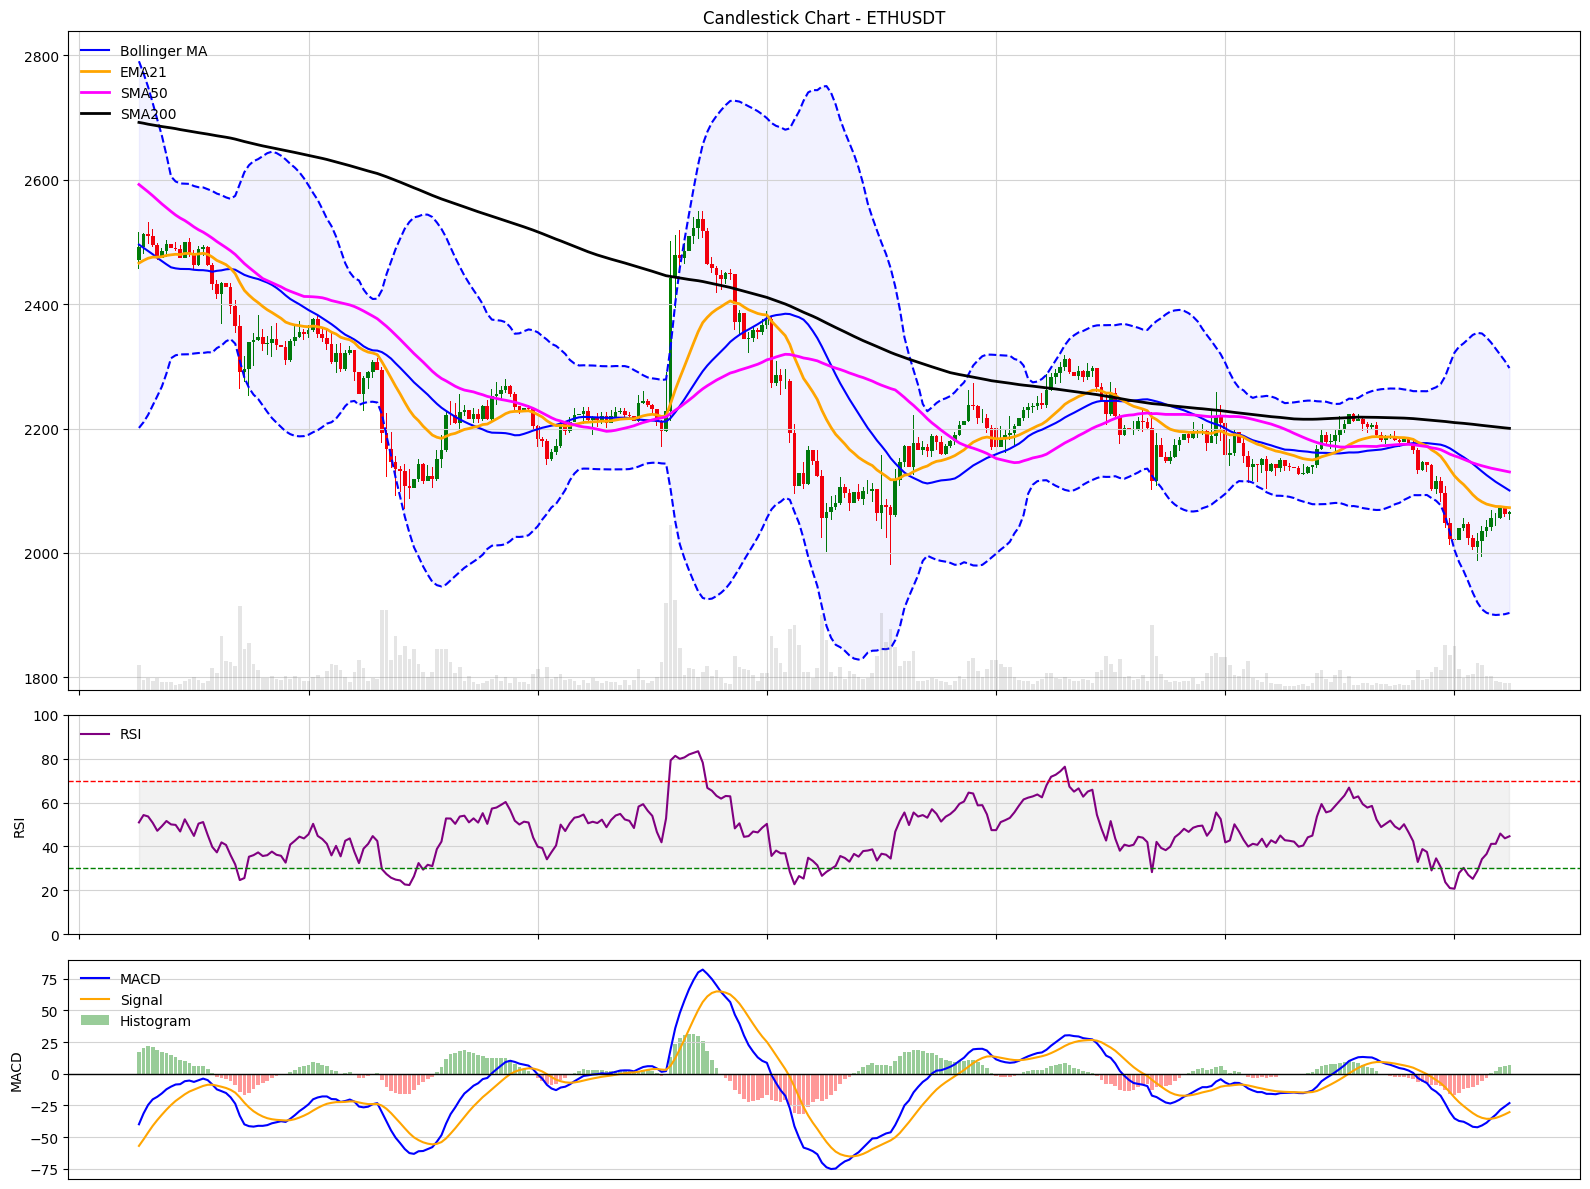 Candlestick Chart - ETHUSDT
Bollinger MA
EMA21
SMA50
SMA200
2800
2600
2400
2200
2000
1800
RSI
RSI
100
80
60
40
20
0
MACD
Signal
Histogram
MACD
75
50
25
0
−25
−50
−75